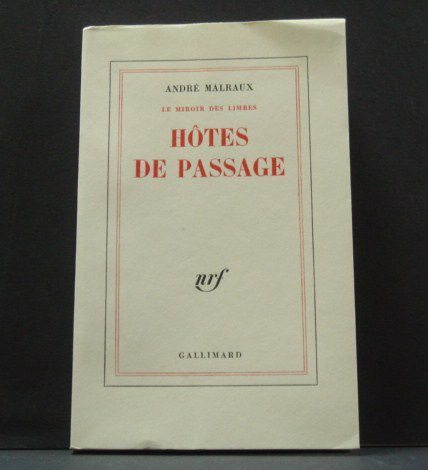 ANDRÉ MALRAUX
LE MIROIR DES LIMBES
HÔTES
DE PASSAGE
nrf
GALLIMARD